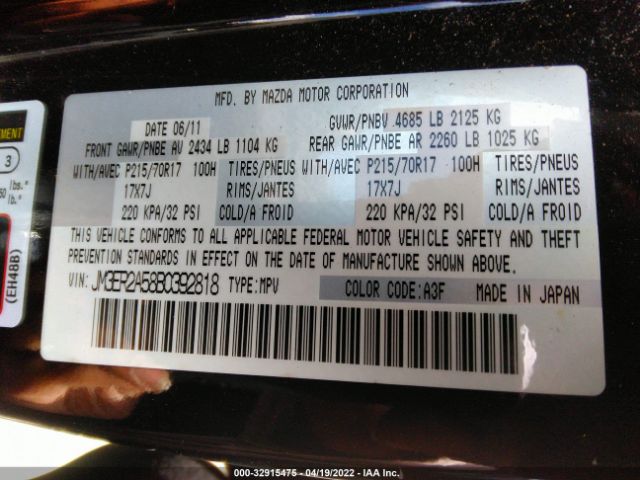 MFD. BY MAZDA MOTOR CORPORATION
DATE 06/11 GVWR/PNBV 4685 LB 2125 KG
FRONT GAWR/PNBE AV 2434 LB 1104 KG REAR GAWR/PNBE AR 2260 LB 1025 KG
WITH/AVEC P215/70R17 100H TIRES/PNEUS WITH/AVEC P215/70R17 100H TIRES/PNEUS
17X7J RIMS/JANTES 17X7J RIMS/JANTES
220 KPA/32 PSI COLD/A FROID 220 KPA/32 PSI COLD/A FROID
THIS VEHICLE CONFORMS TO ALL APPLICABLE FEDERAL MOTOR VEHICLE SAFETY AND THEFT
PREVENTION STANDARDS IN EFFECT ON THE DATE OF MANUFACTURE SHOWN ABOVE.
VIN: JM3ER2A58B0392818 TYPE:MPV COLOR CODE:A3F MADE IN JAPAN
3
lbs.*
lb.*
(EH48B)
000-32915475 - 04/19/2022 - IAA Inc.